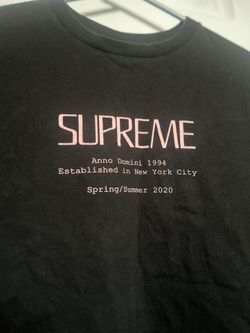 SUPREME
Anno Domini 1994
Established in New York City
Spring/Summer 2020